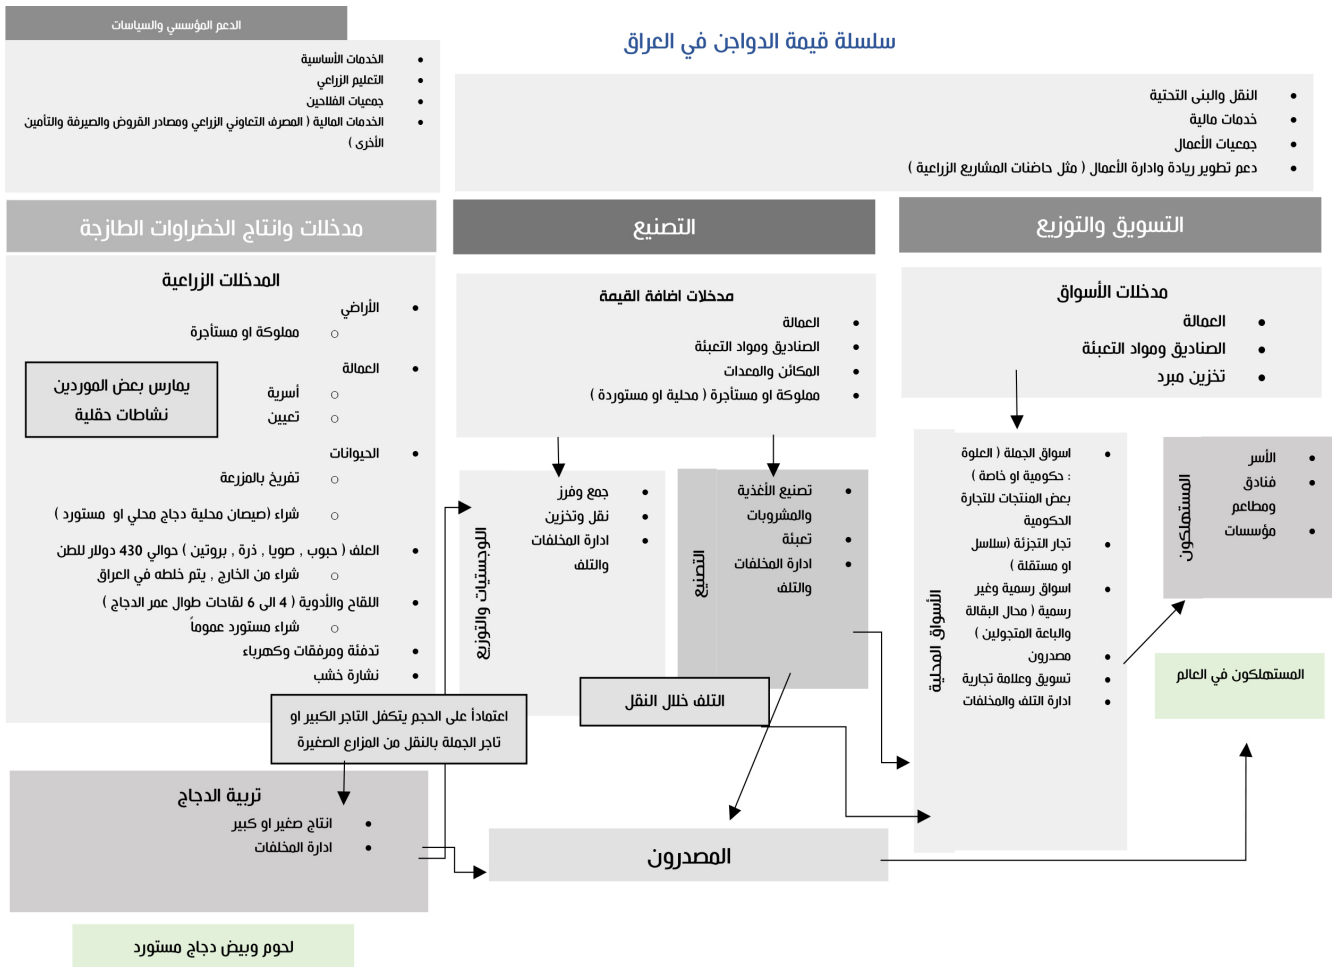 سلسلة قيمة الدواجن في العراق
الدعم المؤسسي والسياسات
الخدمات الأساسية
التعليم الزراعي
جمعيات الفلاحين
الخدمات المالية ( المصرف التعاوني الزراعي ومصادر القروض والصيرفة والتأمين
الأخرى )
النقل والبنى التحتية
خدمات مالية
جمعيات الأعمال
دعم تطوير ريادة وادارة الأعمال ( مثل حاضنات المشاريع الزراعية )
مدخلات وانتاج الخضراوات الطازجة
المدخلات الزراعية
الأراضي
مملوكة او مستأجرة
العمالة
أسرية
تعيين
يمارس بعض الموردين
نشاطات حقلية
الحيوانات
تفريخ بالمزرعة
شراء (صيصان محلية دجاج محلي او مستورد )
العلف ( حبوب , صويا , ذرة , بروتين ) حوالي 430 دولار للطن
شراء من الخارج , يتم خلطه في العراق
اللقاح والأدوية ( 4 الى 6 لقاحات طوال عمر الدجاج )
شراء مستورد عموماً
تدفئة ومرفقات وكهرباء
نشارة خشب
اعتمادأ على الحجم يتكفل التاجر الكبير او
تاجر الجملة بالنقل من المزارع الصغيرة
تربية الدجاج
انتاج صغير او كبير
ادارة المخلفات
لحوم وبيض دجاج مستورد
التصنيع
مدخلات اضافة القيمة
العمالة
الصناديق ومواد التعبئة
المكائن والمعدات
مملوكة او مستأجرة ( محلية او مستوردة )
اللوجستيات والتوزيع
جمع وفرز
نقل وتخزين
ادارة المخلفات
والتلف
التصنيع
تصنيع الأغذية
والمشروبات
تعبئة
ادارة المخلفات
والتلف
التلف خلال النقل
المصدرون
التسويق والتوزيع
مدخلات الأسواق
العمالة
الصناديق ومواد التعبئة
تخزين مبرد
الأسواق المحلية
اسواق الجملة ( العلوة
: حكومية او خاصة )
بعض المنتجات للتجارة
الحكومية
تجار التجزئة (سلاسل
او مستقلة )
اسواق رسمية وغير
رسمية ( محال البقالة
والباعة المتجولين )
مصدرون
تسويق وعلامة تجارية
ادارة التلف والمخلفات
المستهلكون
الأسر
فنادق
ومطاعم
مؤسسات
المستهلكون في العالم